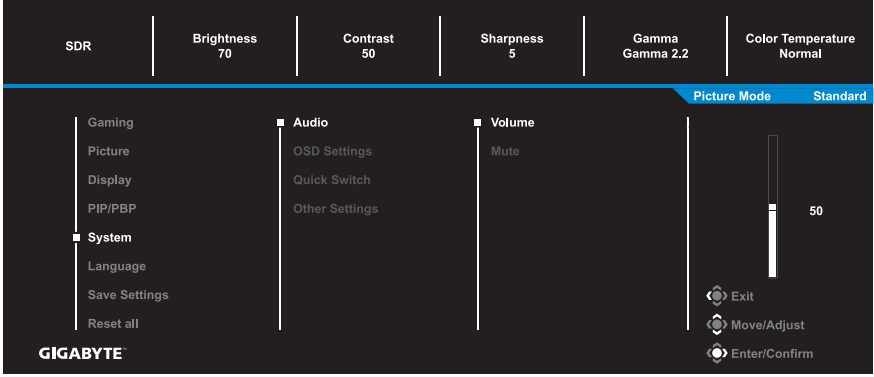 SDR
Brightness
70
Contrast
50
Sharpness
5
Gamma
Gamma 2.2
Color Temperature
Normal
Picture Mode Standard
Gaming
Picture
Display
PIP/PBP
System
Language
Save Settings
Reset all
Audio
OSD Settings
Quick Switch
Other Settings
Volume
Mute
50
Exit
Move/Adjust
Enter/Confirm
GIGABYTE™